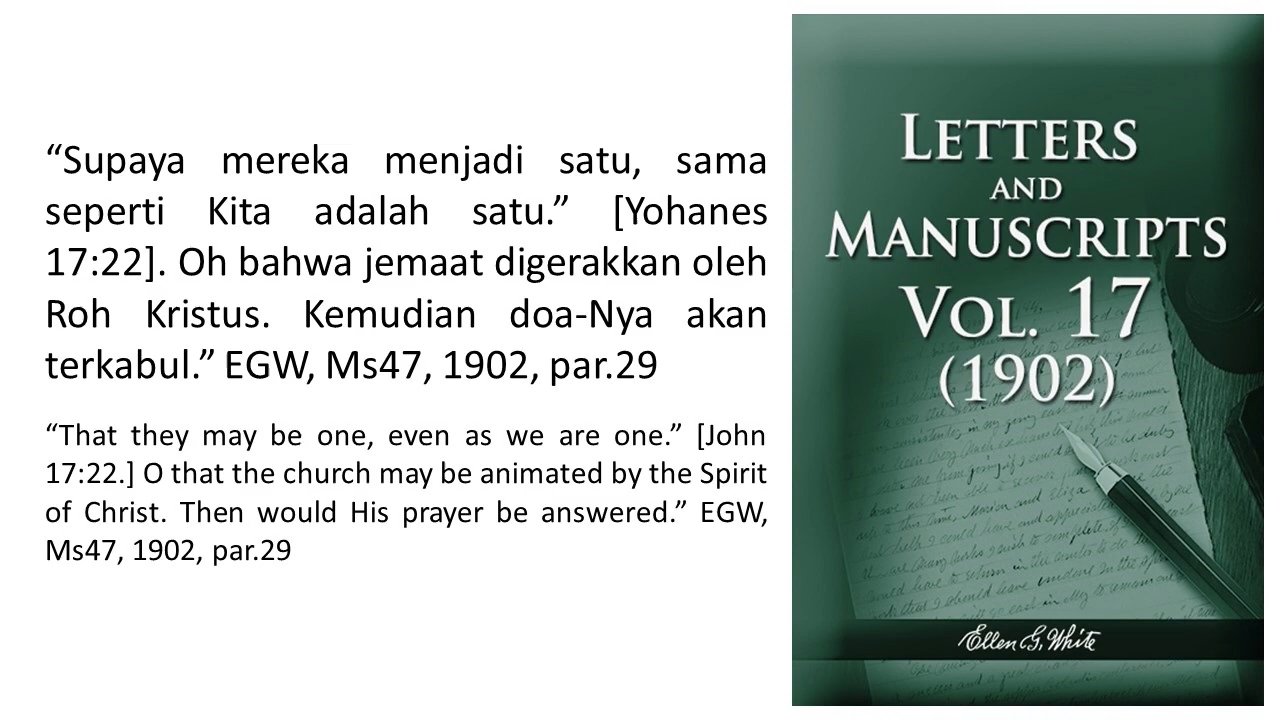 “Supaya mereka menjadi satu, sama
seperti Kita adalah satu.” [Yohanes
17:22]. Oh bahwa jemaat digerakkan oleh
Roh Kristus. Kemudian doa-Nya akan
terkabul.” EGW, Ms47, 1902, par.29
“That they may be one, even as we are one.” [John
17:22.] O that the church may be animated by the Spirit
of Christ. Then would His prayer be answered.” EGW,
Ms47, 1902, par.29
LETTERS
AND
MANUSCRIPTS
VOL. 17
(1902)
Ellen G. White